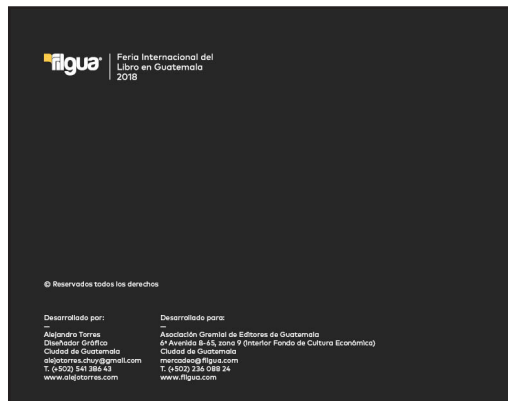 filgua®
Feria Internacional del
Libro en Guatemala
2018
© Reservados todos los derechos
Desarrollado por:
—
Alejandro Torres
Diseñador Gráfico
Ciudad de Guatemala
alejotorres.chuy@gmail.com
T. (+502) 541 386 43
www.alejotorres.com
Desarrollado para:
—
Asociación Gremial de Editores de Guatemala
6ª Avenida 8-65, zona 9 (Interior Fondo de Cultura Económica)
Ciudad de Guatemala
mercadeo@filgua.com
T. (+502) 236 088 24
www.filgua.com